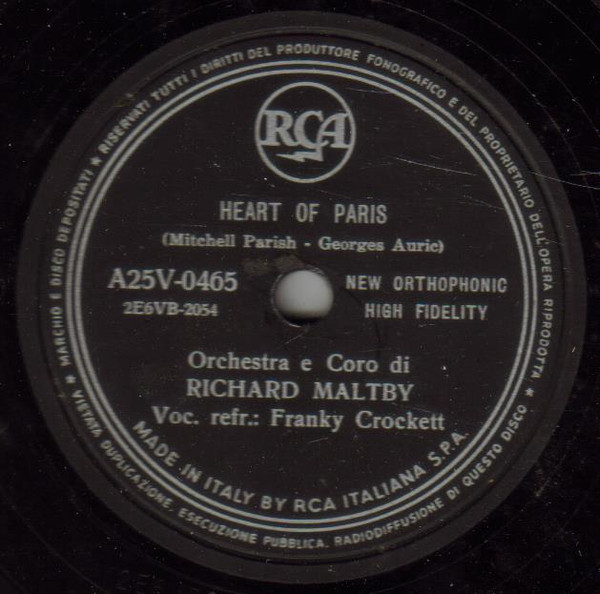 MARCHIO E DISCO DEPOSITATI ★ RISERVATI TUTTI I DIRITTI DEL PRODUTTORE FONOGRAFICO E DEL PROPRIETARIO DELL'OPERA RIPRODOTTA ★
RCA
HEART OF PARIS
(Mitchell Parish - Georges Auric)
A25V-0465
2E6VB-2054
NEW ORTHOPHONIC
HIGH FIDELITY
Orchestra e Coro di
RICHARD MALTBY
Voc. refr.: Franky Crockett
MADE IN ITALY BY RCA ITALIANA S.P.A.
★ VIETATA DUPLICAZIONE, ESECUZIONE PUBBLICA, RADIODIFFUSIONE DI QUESTO DISCO